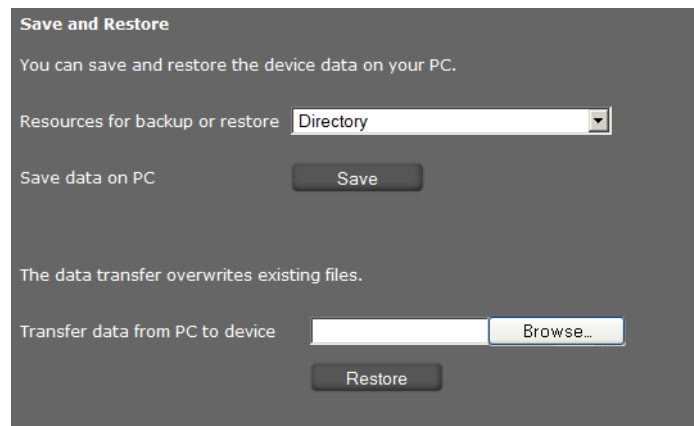 Save and Restore
You can save and restore the device data on your PC.
Resources for backup or restore Directory
Save data on PC Save
The data transfer overwrites existing files.
Transfer data from PC to device Browse...
Restore